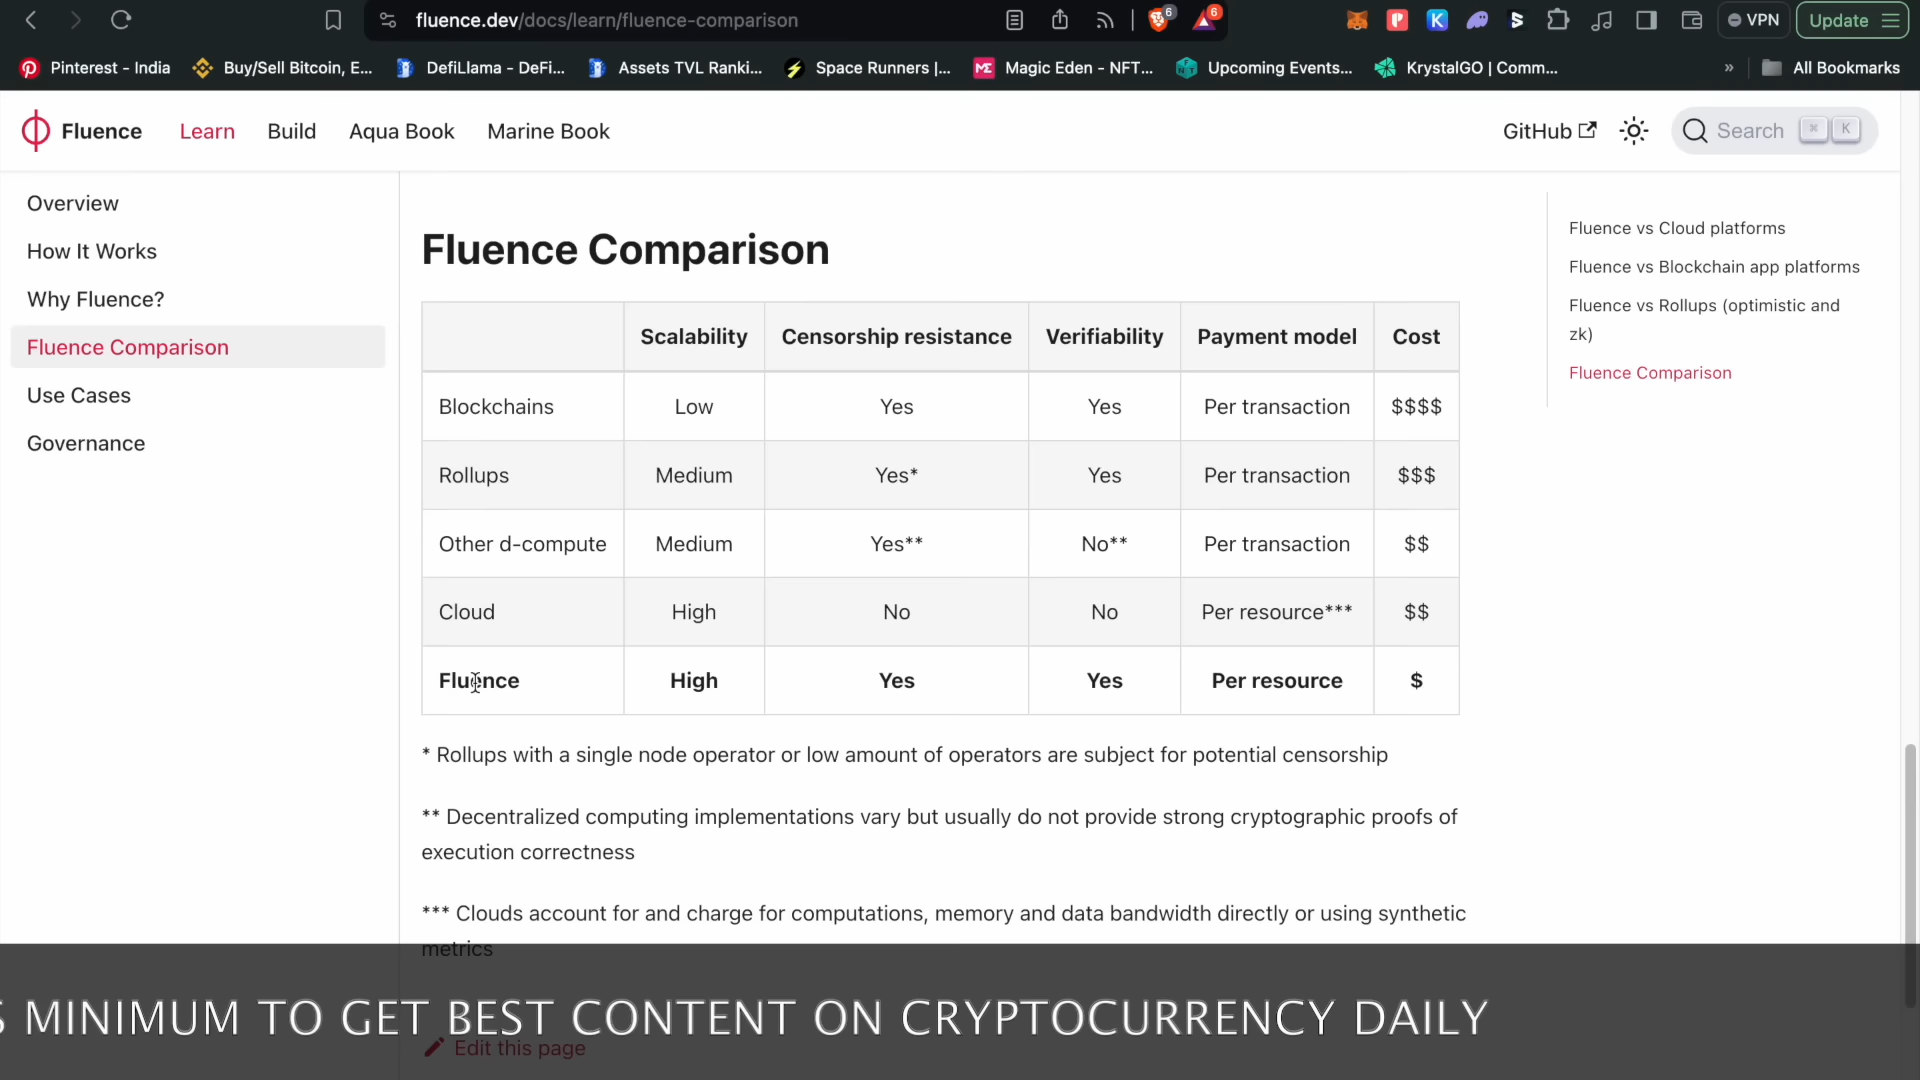 fluence.dev/docs/learn/fluence-comparison
6
6
VPN
Update
Pinterest - India
Buy/Sell Bitcoin, E...
DefiLlama - DeFi...
Assets TVL Ranki...
Space Runners |...
Magic Eden - NFT...
Upcoming Events...
KrystalGO | Comm...
»
All Bookmarks
Fluence Learn Build Aqua Book Marine Book
GitHub
Search ⌘ K
Overview
How It Works
Why Fluence?
Fluence Comparison
Use Cases
Governance
Fluence Comparison
Scalability Censorship resistance Verifiability Payment model Cost
Blockchains Low Yes Yes Per transaction $$$$
Rollups Medium Yes* Yes Per transaction $$$
Other d-compute Medium Yes** No** Per transaction $$
Cloud High No No Per resource*** $$
Fluence High Yes Yes Per resource $
* Rollups with a single node operator or low amount of operators are subject for potential censorship
** Decentralized computing implementations vary but usually do not provide strong cryptographic proofs of
execution correctness
*** Clouds account for and charge for computations, memory and data bandwidth directly or using synthetic
metrics
Fluence vs Cloud platforms
Fluence vs Blockchain app platforms
Fluence vs Rollups (optimistic and
zk)
Fluence Comparison
S MINIMUM TO GET BEST CONTENT ON CRYPTOCURRENCY DAILY
Edit this page